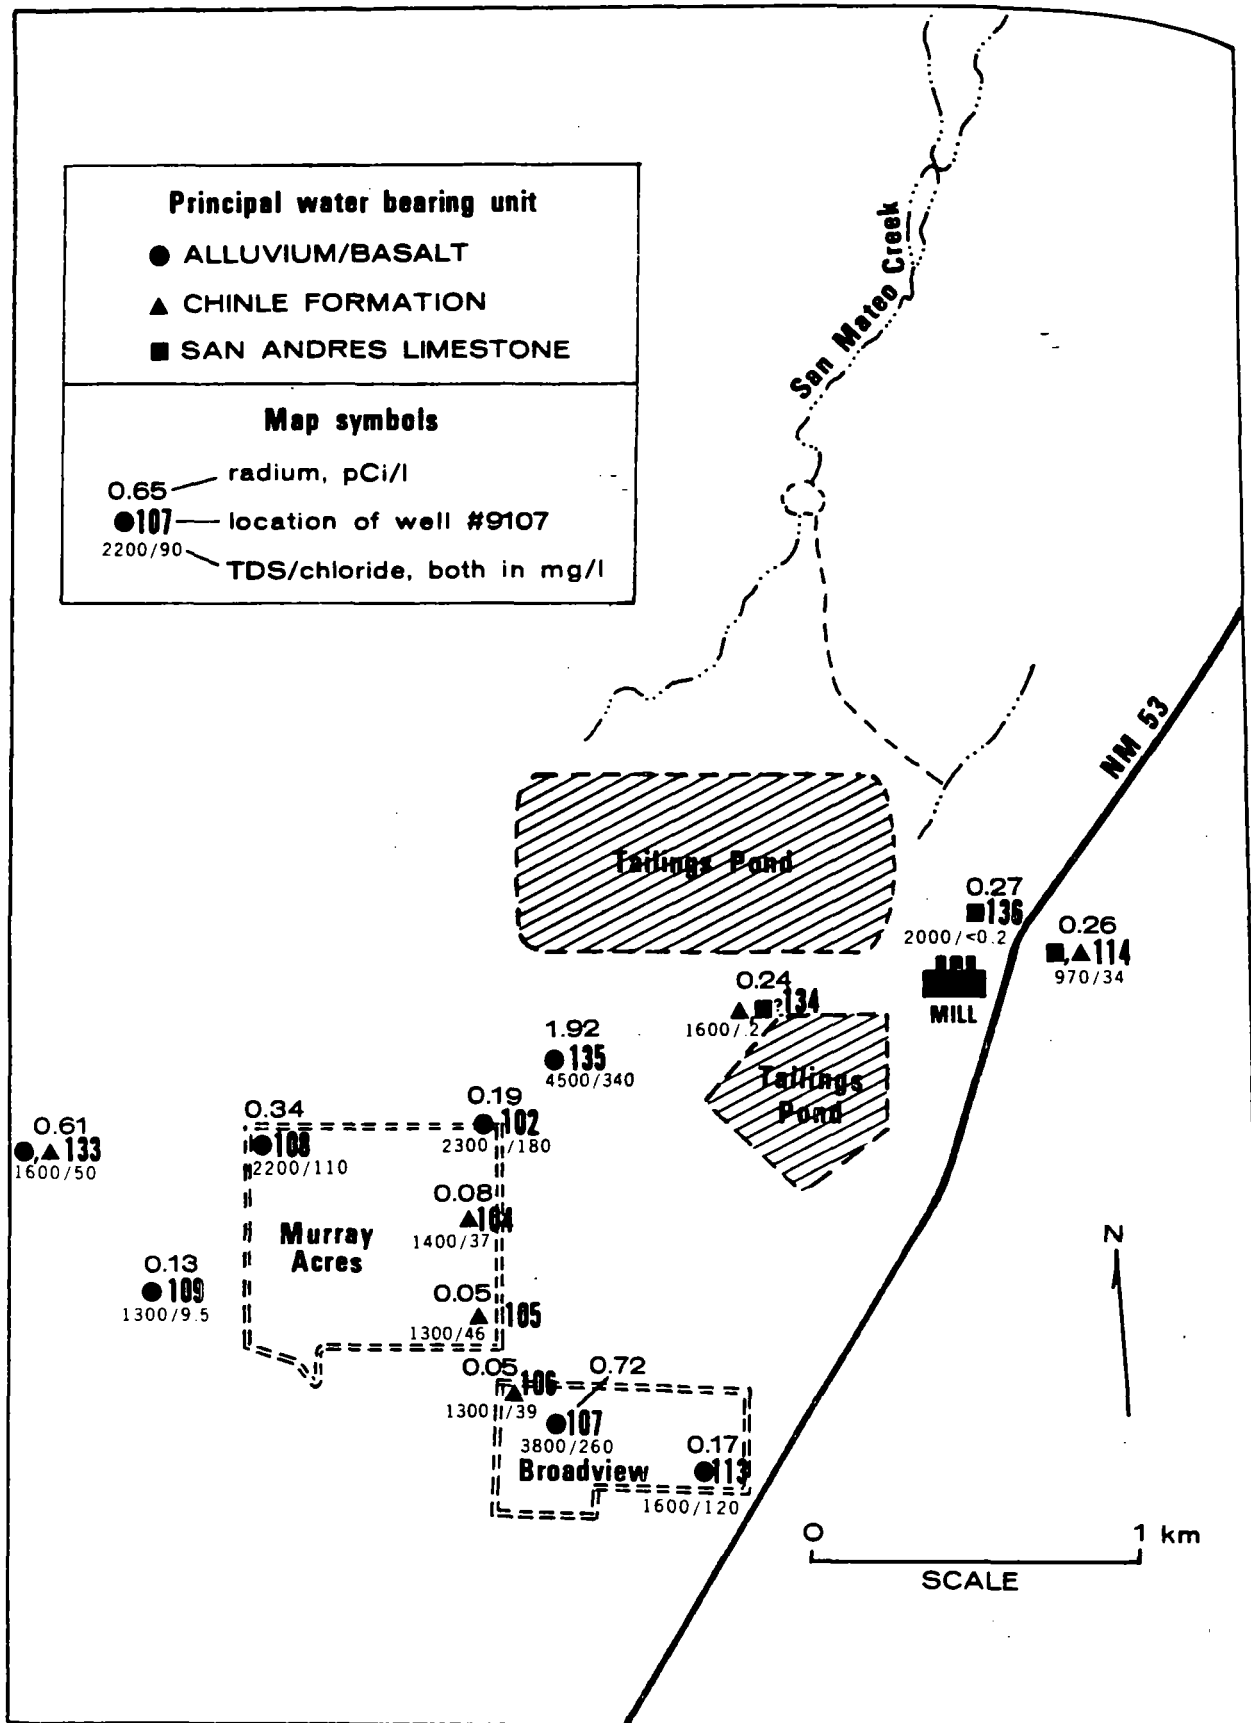 Principal water bearing unit
ALLUVIUM/BASALT
CHINLE FORMATION
SAN ANDRES LIMESTONE
Map symbols
0.65
radium, pCi/l
107
location of well #9107
2200/90
TDS/chloride, both in mg/l
San Mateo Creek
NM 53
Tailings Pond
0.27
136
2000/<0.2
0.26
114
970/34
MILL
0.24
?134
1600/.2
1.92
135
4500/340
Tailings
Pond
0.19
102
2300/180
0.34
108
2200/110
0.61
133
1600/50
0.08
104
1400/37
Murray
Acres
0.13
109
1300/9.5
0.05
105
1300/46
N
0.05
106
1300/39
0.72
107
3800/260
0.17
113
1600/120
Broadview
0 1 km
SCALE